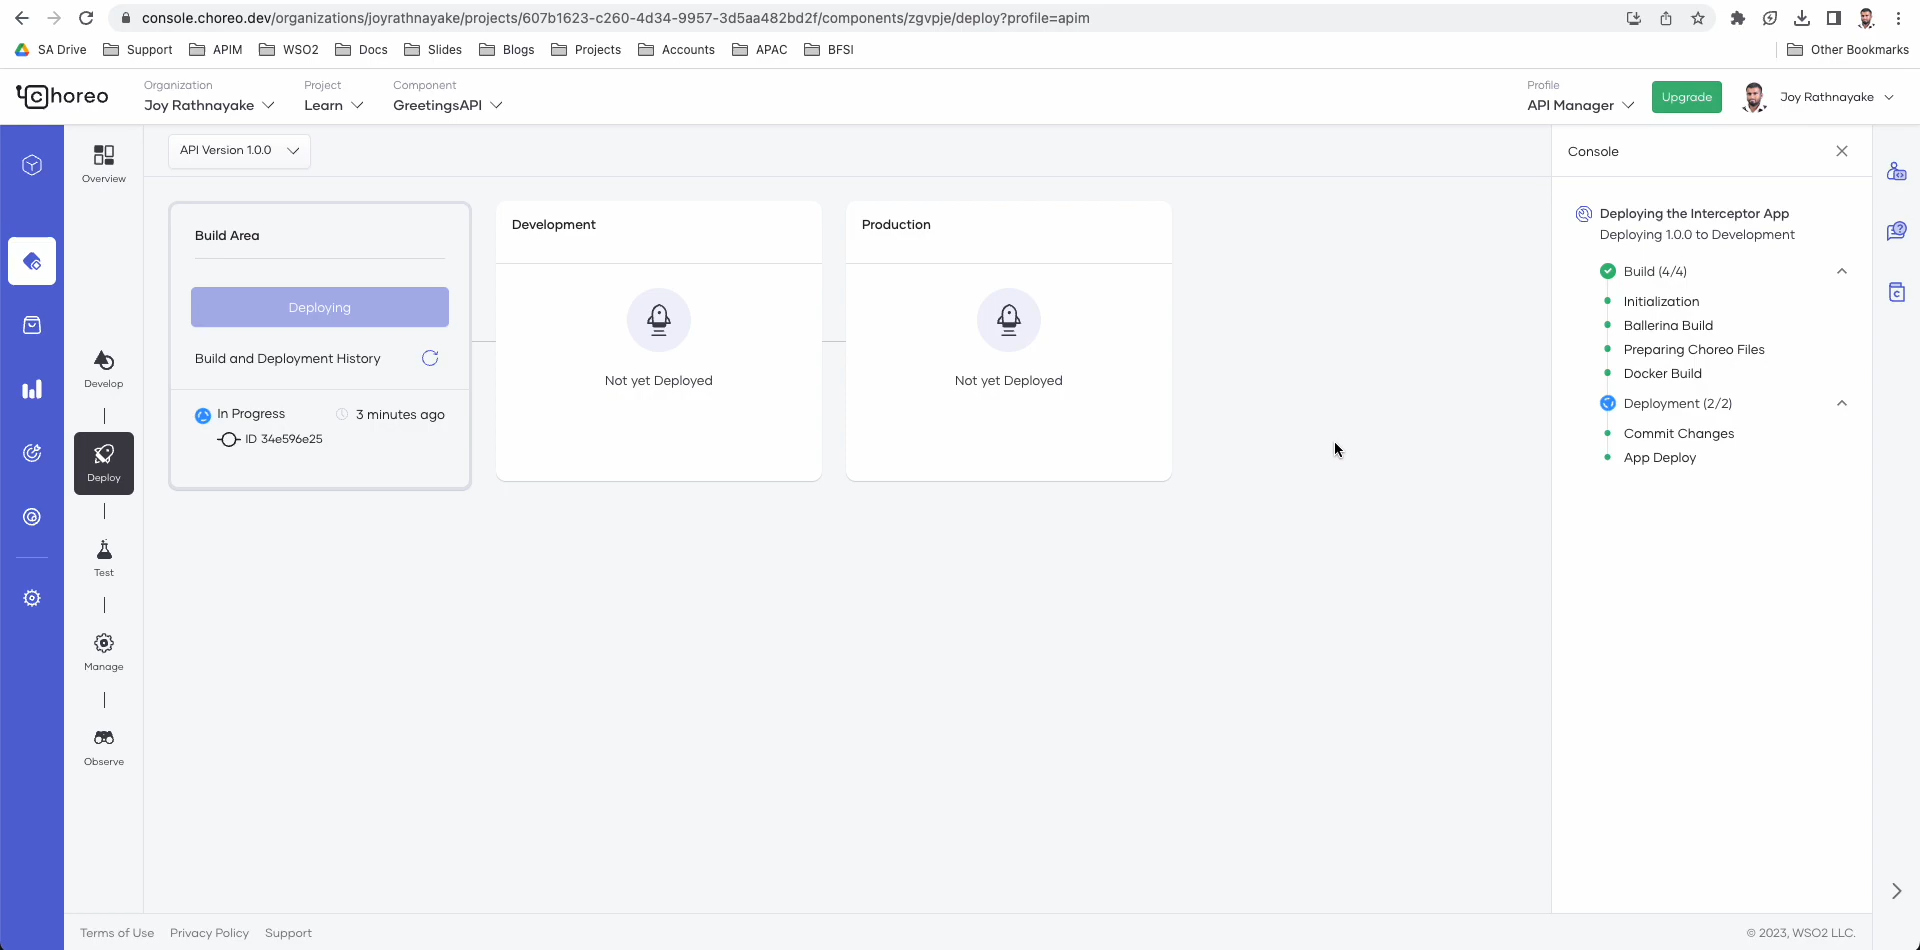 console.choreo.dev/organizations/joyrathnayake/projects/607b1623-c260-4d34-9957-3d5aa482bd2f/components/zgvpje/deploy?profile=apim
SA Drive Support APIM WSO2 Docs Slides Blogs Projects Accounts APAC BFSI Other Bookmarks
Choreo
Organization
Joy Rathnayake
Project
Learn
Component
GreetingsAPI
Profile
API Manager
Upgrade
Joy Rathnayake
Overview
Develop
Deploy
Test
Manage
Observe
API Version 1.0.0
Build Area
Deploying
Build and Deployment History
In Progress 3 minutes ago
ID 34e596e25
Development
Not yet Deployed
Production
Not yet Deployed
Console
Deploying the Interceptor App
Deploying 1.0.0 to Development
Build (4/4)
Initialization
Ballerina Build
Preparing Choreo Files
Docker Build
Deployment (2/2)
Commit Changes
App Deploy
Terms of Use Privacy Policy Support
© 2023, WSO2 LLC.